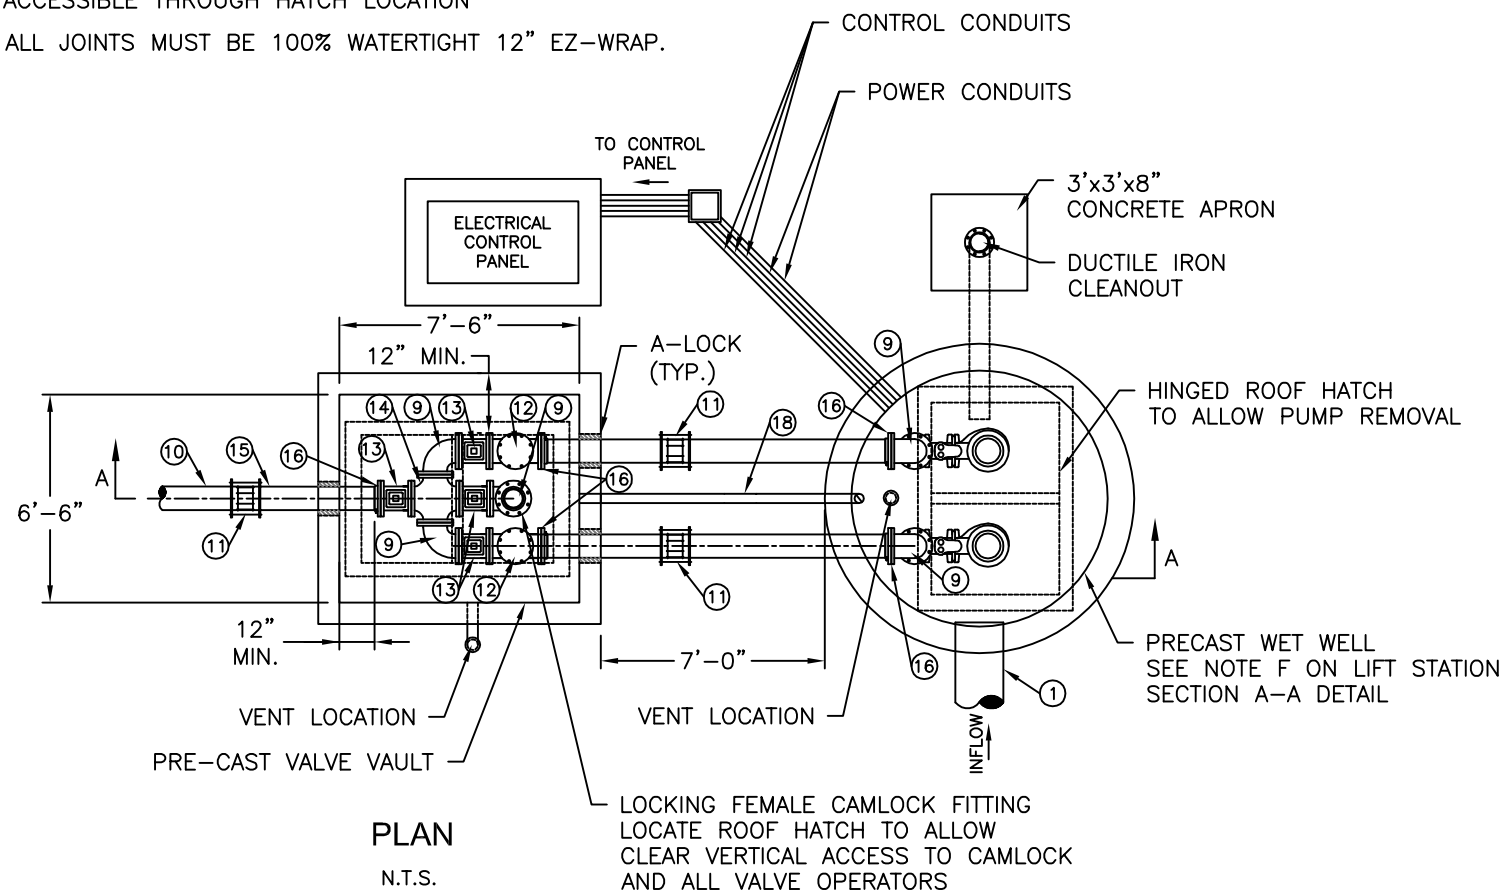 ACCESSIBLE THROUGH HATCH LOCATION
ALL JOINTS MUST BE 100% WATERTIGHT 12" EZ-WRAP.
CONTROL CONDUITS
POWER CONDUITS
TO CONTROL
PANEL
3'x3'x8"
CONCRETE APRON
ELECTRICAL
CONTROL
PANEL
DUCTILE IRON
CLEANOUT
7'-6"
12" MIN.
A-LOCK
(TYP.)
9
HINGED ROOF HATCH
TO ALLOW PUMP REMOVAL
14
9
13
12
9
11
16
18
10
15
16
13
A
16
6'-6"
11
9
13
12
11
9
A
12"
MIN.
7'-0"
16
1
PRECAST WET WELL
SEE NOTE F ON LIFT STATION
SECTION A-A DETAIL
VENT LOCATION
VENT LOCATION
INFLOW
PRE-CAST VALVE VAULT
LOCKING FEMALE CAMLOCK FITTING
LOCATE ROOF HATCH TO ALLOW
CLEAR VERTICAL ACCESS TO CAMLOCK
AND ALL VALVE OPERATORS
PLAN
N.T.S.